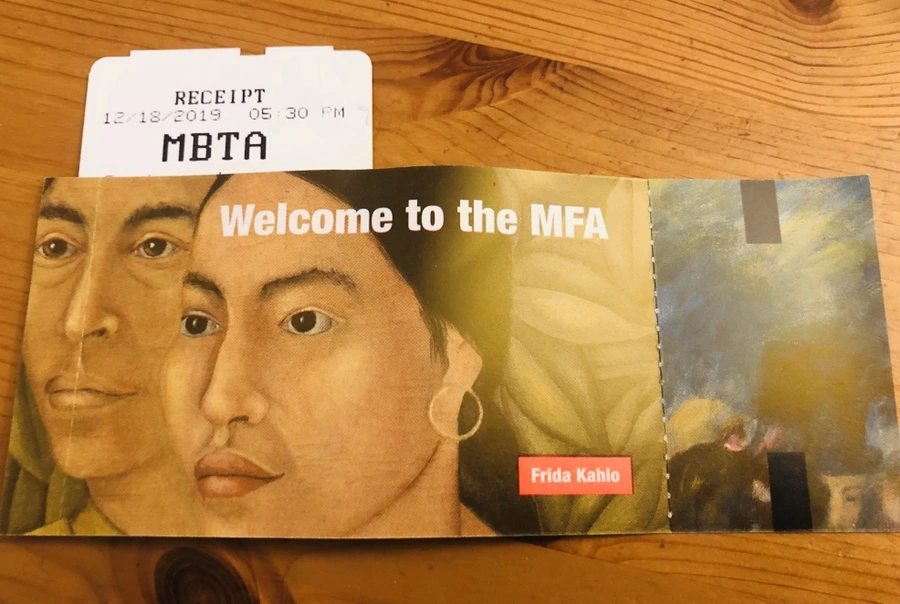 RECEIPT
12/18/2019 05:30 PM
MBTA
Welcome to the MFA
Frida Kahlo